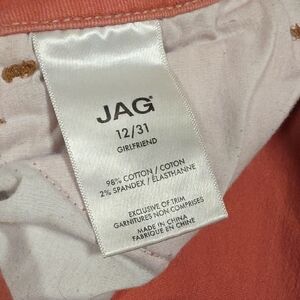 JAG
12/31
GIRLFRIEND
98% COTTON / COTON
2% SPANDEX / ELASTHANNE
EXCLUSIVE OF TRIM
GARNITURES NON COMPRISES
MADE IN CHINA
FABRIQUÉ EN CHINE